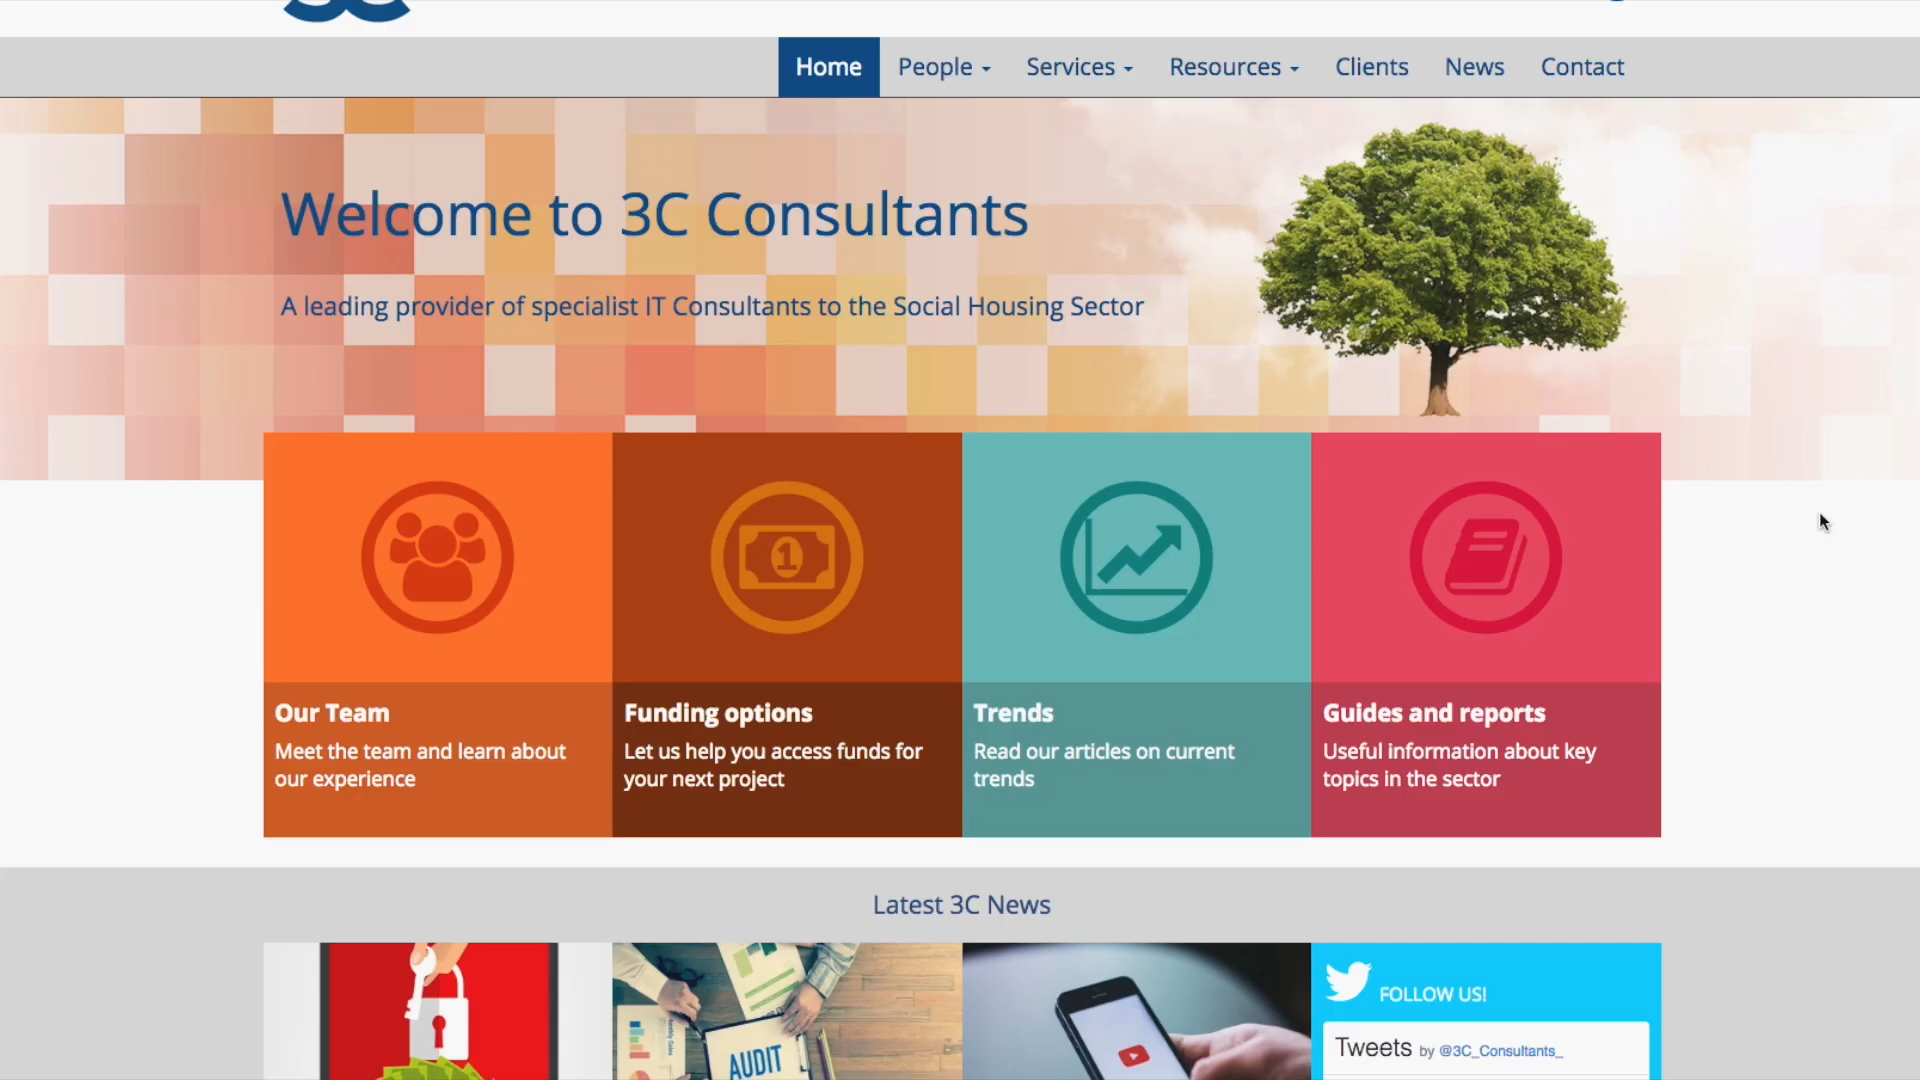 3C
Home People Services Resources Clients News Contact
Welcome to 3C Consultants
A leading provider of specialist IT Consultants to the Social Housing Sector
1
Our Team
Meet the team and learn about
our experience
Funding options
Let us help you access funds for
your next project
Trends
Read our articles on current
trends
Guides and reports
Useful information about key
topics in the sector
Latest 3C News
AUDIT
FOLLOW US!
Tweets by @3C_Consultants_